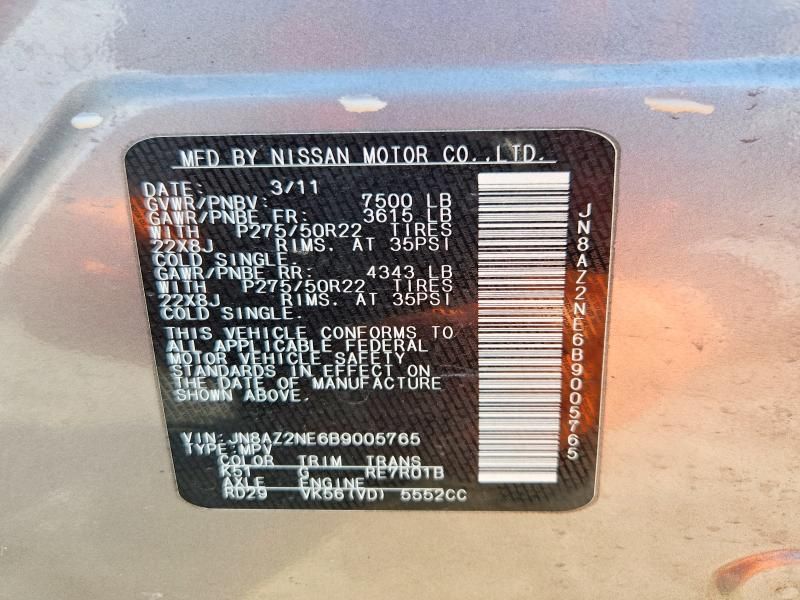 MFD BY NISSAN MOTOR CO.,LTD.
DATE: 3/11
GVWR/PNBV: 7500 LB
GAWR/PNBE FR: 3615 LB
WITH P275/50R22 TIRES
22X8J RIMS. AT 35PSI
COLD SINGLE.
GAWR/PNBE RR: 4343 LB
WITH P275/50R22 TIRES
22X8J RIMS. AT 35PSI
COLD SINGLE.
THIS VEHICLE CONFORMS TO
ALL APPLICABLE FEDERAL
MOTOR VEHICLE SAFETY
STANDARDS IN EFFECT ON
THE DATE OF MANUFACTURE
SHOWN ABOVE.
VIN: JN8AZ2NE6B9005765
TYPE:MPV
COLOR TRIM TRANS
K51 G RE7R01B
AXLE ENGINE
RD29 VK56(VD) 5552CC
JN8AZ2NE6B9005765